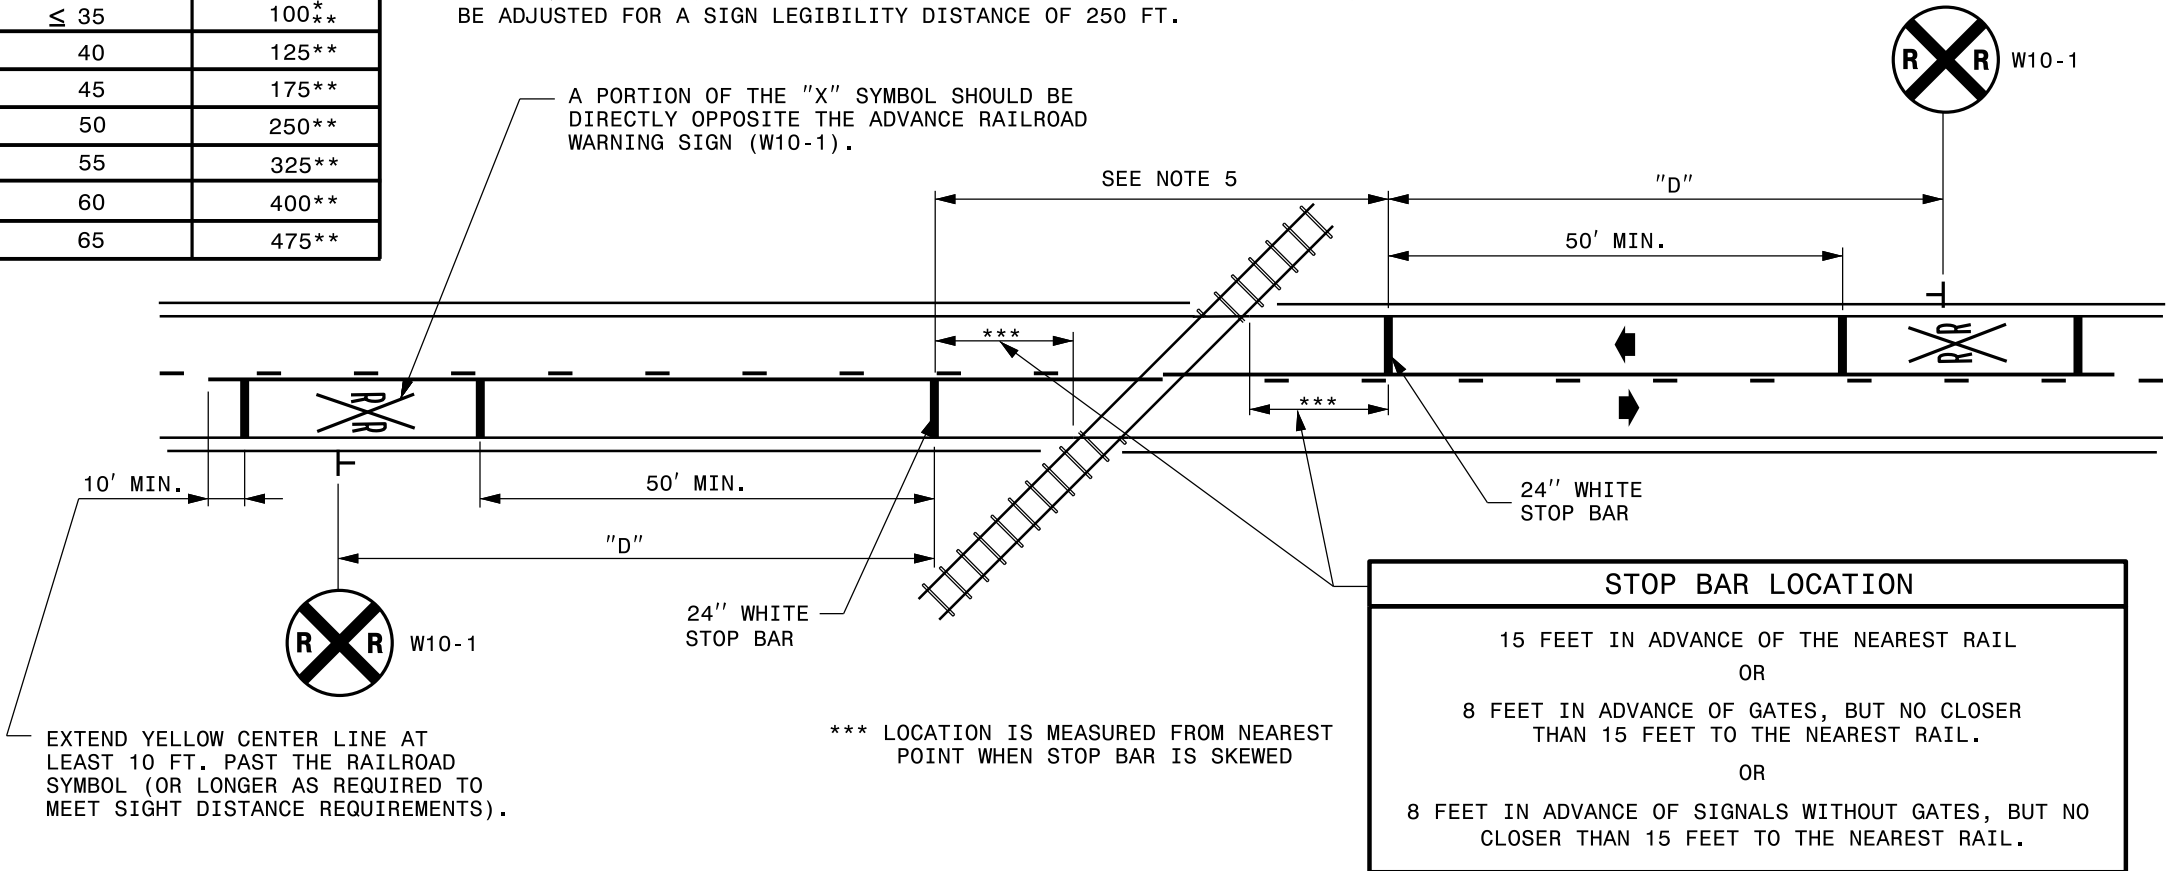 ≤ 35 100***
40 125**
45 175**
50 250**
55 325**
60 400**
65 475**
BE ADJUSTED FOR A SIGN LEGIBILITY DISTANCE OF 250 FT.
A PORTION OF THE "X" SYMBOL SHOULD BE
DIRECTLY OPPOSITE THE ADVANCE RAILROAD
WARNING SIGN (W10-1).
R R W10-1
SEE NOTE 5
"D"
50' MIN.
***
R R
***
R R
10' MIN.
50' MIN.
"D"
24" WHITE
STOP BAR
24" WHITE
STOP BAR
R R W10-1
EXTEND YELLOW CENTER LINE AT
LEAST 10 FT. PAST THE RAILROAD
SYMBOL (OR LONGER AS REQUIRED TO
MEET SIGHT DISTANCE REQUIREMENTS).
*** LOCATION IS MEASURED FROM NEAREST
POINT WHEN STOP BAR IS SKEWED
STOP BAR LOCATION
15 FEET IN ADVANCE OF THE NEAREST RAIL
OR
8 FEET IN ADVANCE OF GATES, BUT NO CLOSER
THAN 15 FEET TO THE NEAREST RAIL.
OR
8 FEET IN ADVANCE OF SIGNALS WITHOUT GATES, BUT NO
CLOSER THAN 15 FEET TO THE NEAREST RAIL.